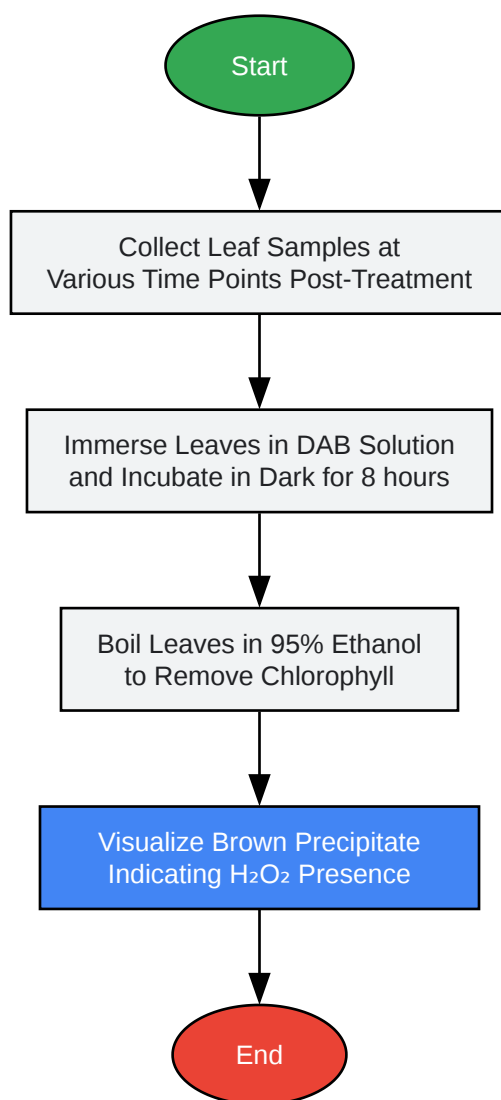 Start
Collect Leaf Samples at
Various Time Points Post-Treatment
Immerse Leaves in DAB Solution
and Incubate in Dark for 8 hours
Boil Leaves in 95% Ethanol
to Remove Chlorophyll
Visualize Brown Precipitate
Indicating H₂O₂ Presence
End